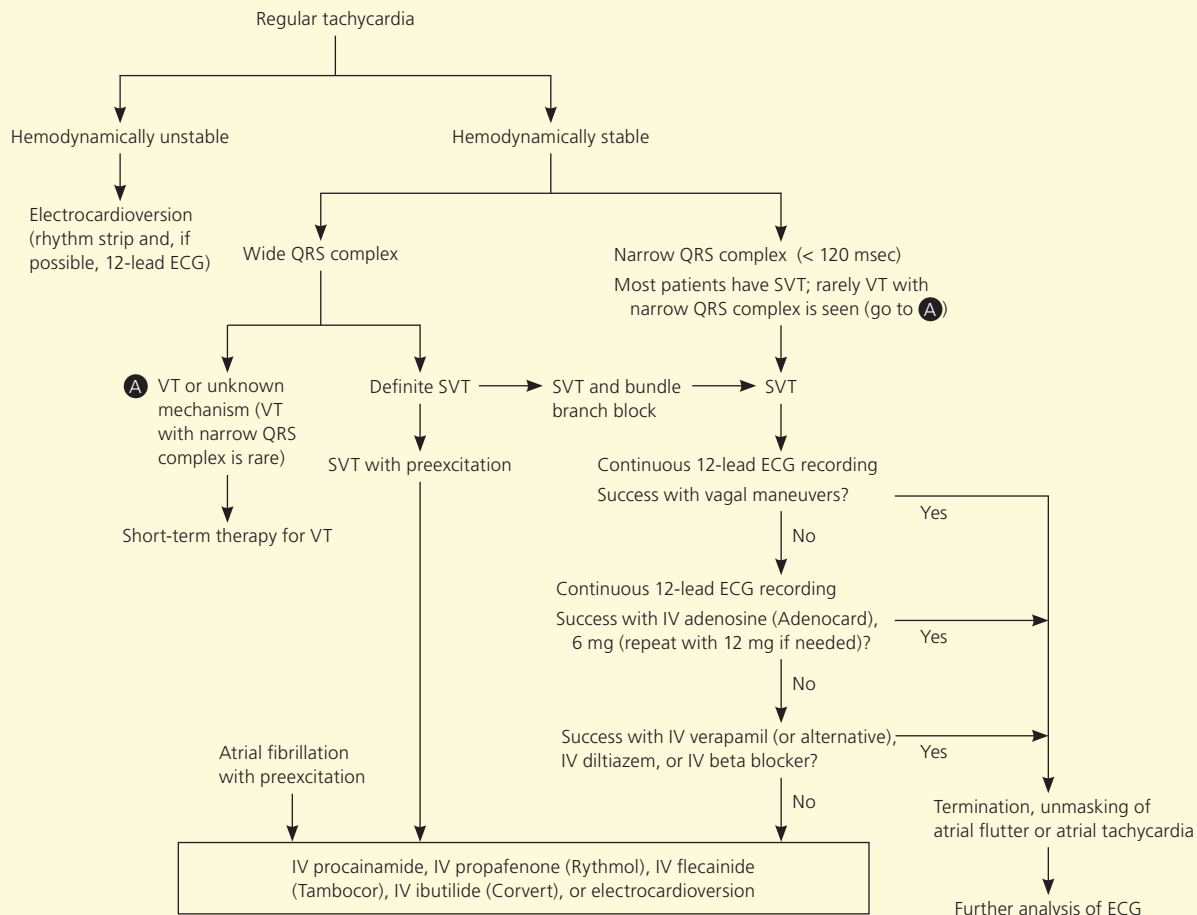 Regular tachycardia
Hemodynamically unstable
Hemodynamically stable
Electrocardioversion
(rhythm strip and, if
possible, 12-lead ECG)
Wide QRS complex
Narrow QRS complex (< 120 msec)
Most patients have SVT; rarely VT with
narrow QRS complex is seen (go to A)
A VT or unknown
mechanism (VT
with narrow QRS
complex is rare)
Definite SVT
SVT and bundle
branch block
SVT
SVT with preexcitation
Short-term therapy for VT
Continuous 12-lead ECG recording
Success with vagal maneuvers?
Yes
No
Continuous 12-lead ECG recording
Success with IV adenosine (Adenocard),
6 mg (repeat with 12 mg if needed)?
Yes
No
Success with IV verapamil (or alternative),
IV diltiazem, or IV beta blocker?
Yes
No
Atrial fibrillation
with preexcitation
Termination, unmasking of
atrial flutter or atrial tachycardia
IV procainamide, IV propafenone (Rythmol), IV flecainide
(Tambocor), IV ibutilide (Corvert), or electrocardioversion
Further analysis of ECG